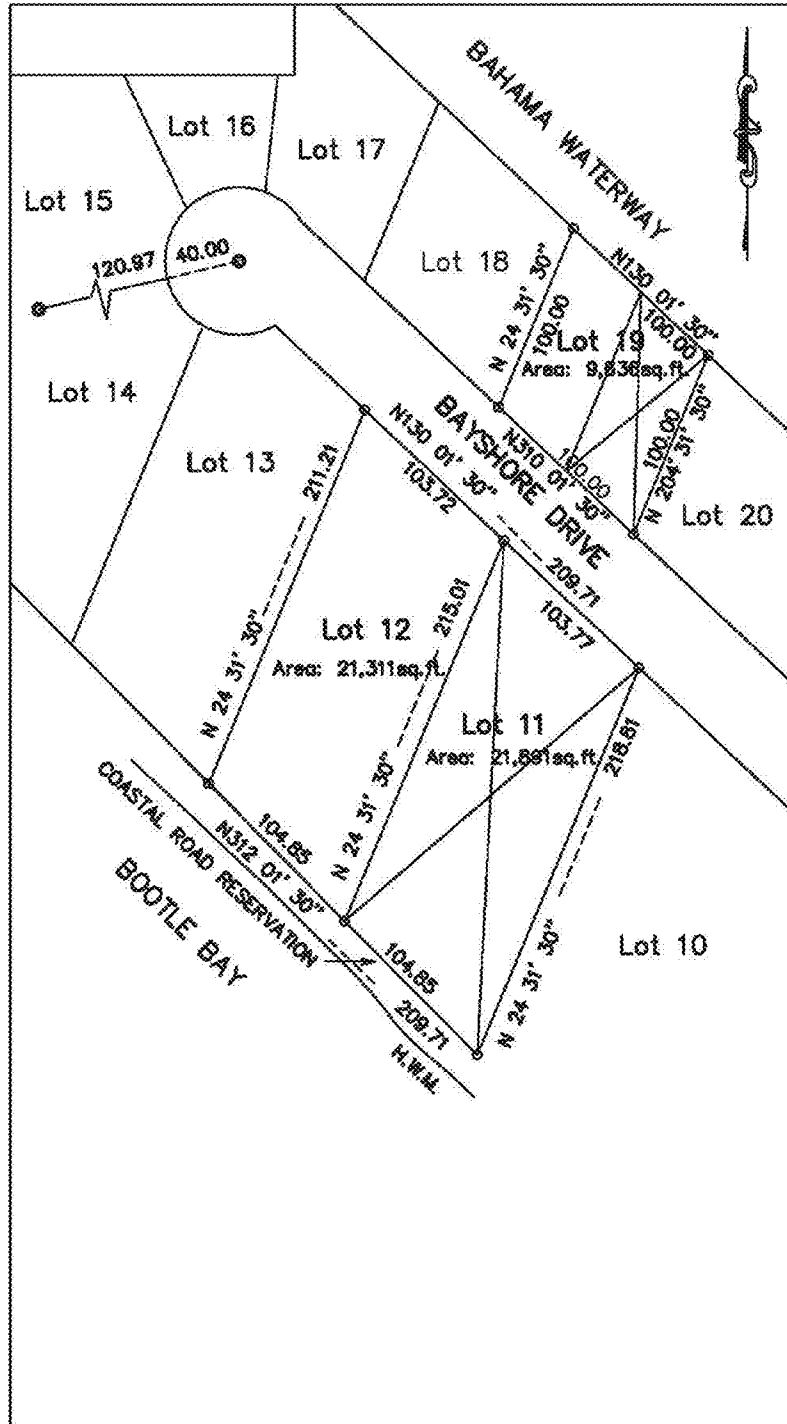 BAHAMA WATERWAY
Lot 16
Lot 17
Lot 15
120.97 40.00
Lot 18
N 24 31' 30"
100.00
N130 01' 30"
100.00
Lot 19
Area: 9,636sq.ft.
Lot 14
Lot 13
BAYSHORE DRIVE
N310 01' 30"
100.00
100.00
N 204 31' 30"
Lot 20
N130 01' 30"
103.72
211.21
N 24 31' 30"
209.71
103.77
Lot 12
Area: 21,311sq.ft.
215.01
N 24 31' 30"
Lot 11
Area: 21,691sq.ft.
218.81
N 24 31' 30"
COASTAL ROAD RESERVATION
104.85
N312 01' 30"
BOOTLE BAY
104.85
209.71
H.W.M.
Lot 10